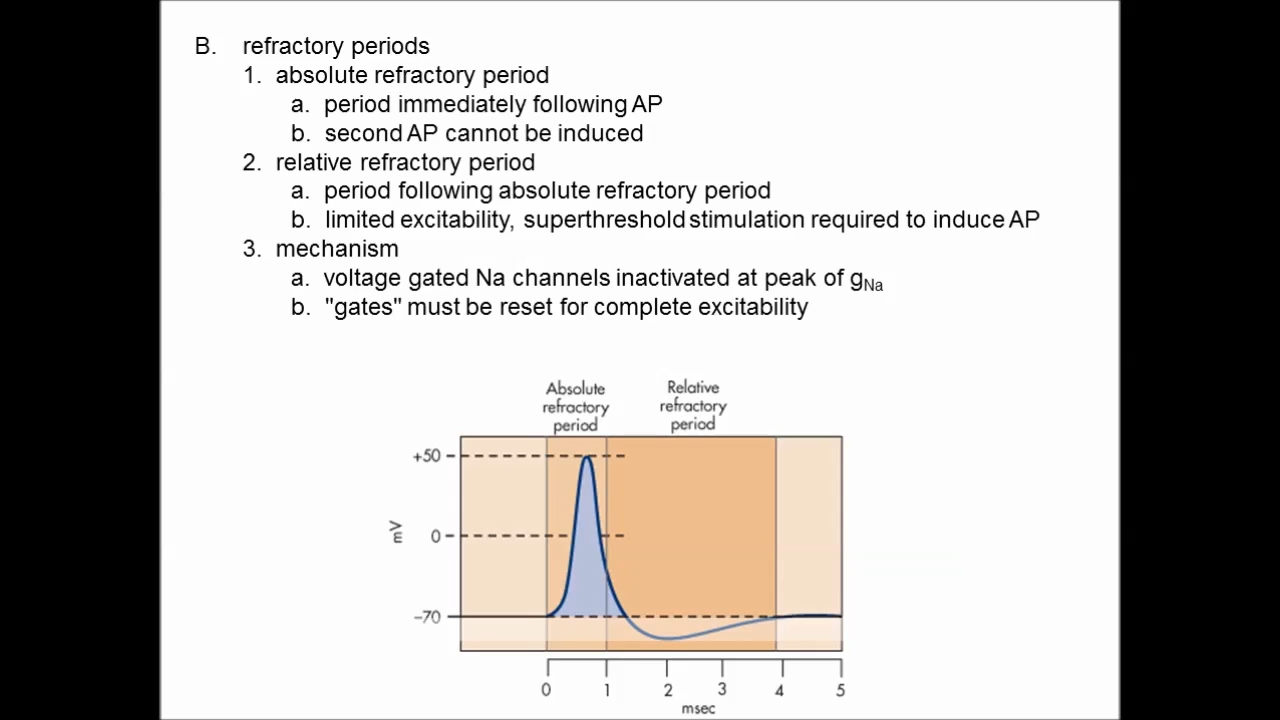 B. refractory periods
1. absolute refractory period
a. period immediately following AP
b. second AP cannot be induced
2. relative refractory period
a. period following absolute refractory period
b. limited excitability, superthreshold stimulation required to induce AP
3. mechanism
a. voltage gated Na channels inactivated at peak of gNa
b. "gates" must be reset for complete excitability
Absolute
refractory
period
Relative
refractory
period
+50
0
-70
mV
0 1 2 3 4 5
msec